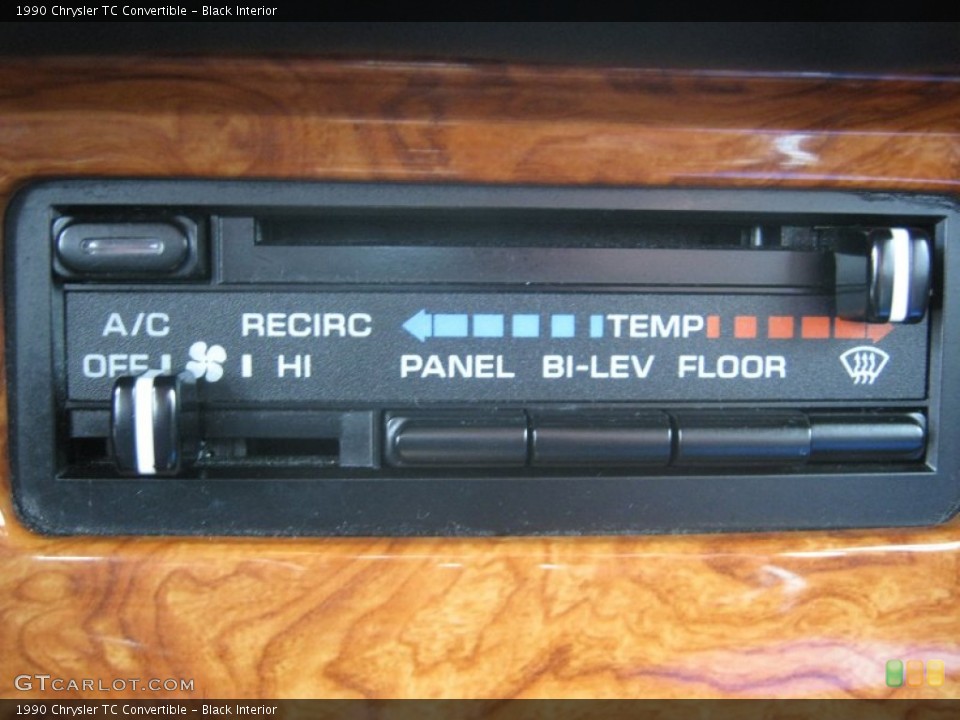 1990 Chrysler TC Convertible - Black Interior
A/C RECIRC TEMP
OFF HI PANEL BI-LEV FLOOR
GTCARLOT.COM
1990 Chrysler TC Convertible - Black Interior